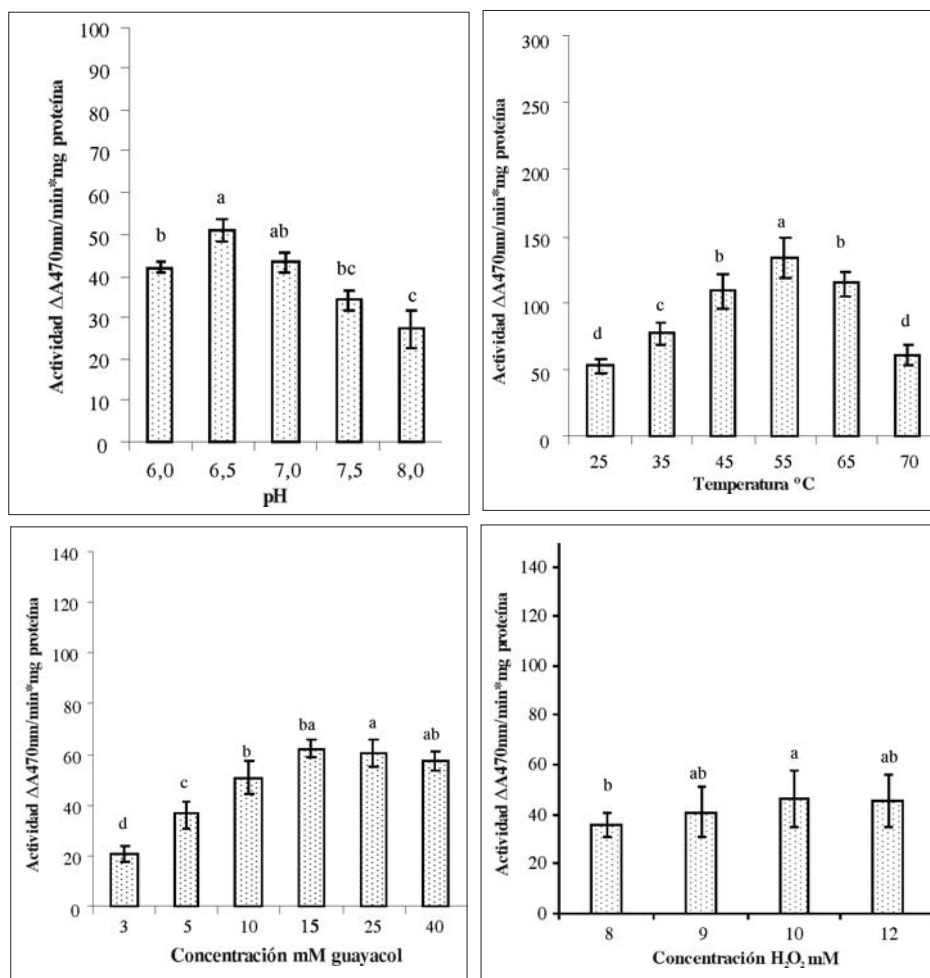 Actividad ΔA470nm/min*mg proteína
100
90
80
70
60
50
40
30
20
10
0
b
a
ab
bc
c
6,0 6,5 7,0 7,5 8,0
pH
Actividad ΔA470nm/min*mg proteína
300
250
200
150
100
50
0
d
c
b
a
b
d
25 35 45 55 65 70
Temperatura °C
Actividad ΔA470nm/min*mg proteína
140
120
100
80
60
40
20
0
d
c
b
ba
a
ab
3 5 10 15 25 40
Concentración mM guayacol
Actividad ΔA470nm/min*mg proteína
140
120
100
80
60
40
20
0
b
ab
a
ab
8 9 10 12
Concentración H₂O₂ mM